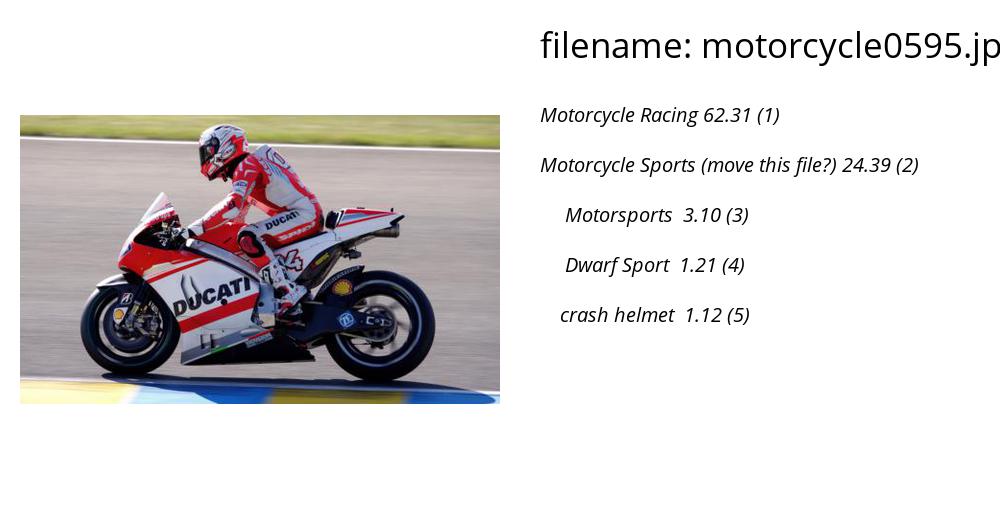 filename: motorcycle0595.jp
Motorcycle Racing 62.31 (1)
Motorcycle Sports (move this file?) 24.39 (2)
Motorsports 3.10 (3)
Dwarf Sport 1.21 (4)
crash helmet 1.12 (5)
DUCATI
04
DUCATI